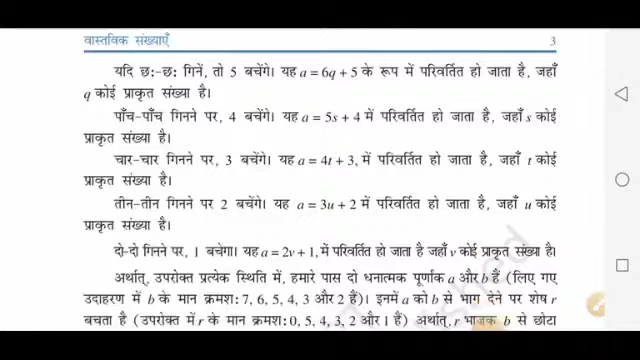 वास्तविक संख्याएँ 3
यदि छ:-छ: गिनें, तो 5 बचेंगे। यह a = 6q + 5 के रूप में परिवर्तित हो जाता है, जहाँ
q कोई प्राकृत संख्या है।
पाँच-पाँच गिनने पर, 4 बचेंगे। यह a = 5s + 4 में परिवर्तित हो जाता है, जहाँ s कोई
प्राकृत संख्या है।
चार-चार गिनने पर, 3 बचेंगे। यह a = 4t + 3, में परिवर्तित हो जाता है, जहाँ t कोई
प्राकृत संख्या है।
तीन-तीन गिनने पर 2 बचेंगे। यह a = 3u + 2 में परिवर्तित हो जाता है, जहाँ u कोई
प्राकृत संख्या है।
दो-दो गिनने पर, 1 बचेगा। यह a = 2v + 1, में परिवर्तित हो जाता है जहाँ v कोई प्राकृत संख्या है।
अर्थात्, उपरोक्त प्रत्येक स्थिति में, हमारे पास दो धनात्मक पूर्णांक a और b हैं (लिए गए
उदाहरण में b के मान क्रमश: 7, 6, 5, 4, 3 और 2 हैं)। इनमें a को b से भाग देने पर शेष r
बचता है (उपरोक्त में r के मान क्रमश: 0, 5, 4, 3, 2 और 1 हैं) अर्थात्, r भाजक b से छोटा